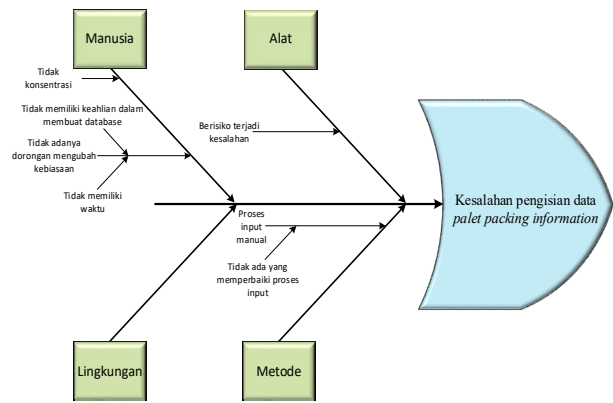 Manusia
Alat
Tidak
konsentrasi
Tidak memiliki keahlian dalam
membuat database
Tidak adanya
dorongan mengubah
kebiasaan
Tidak memiliki
waktu
Berisiko terjadi
kesalahan
Kesalahan pengisian data
palet packing information
Proses
input
manual
Tidak ada yang
memperbaiki proses
input
Lingkungan
Metode